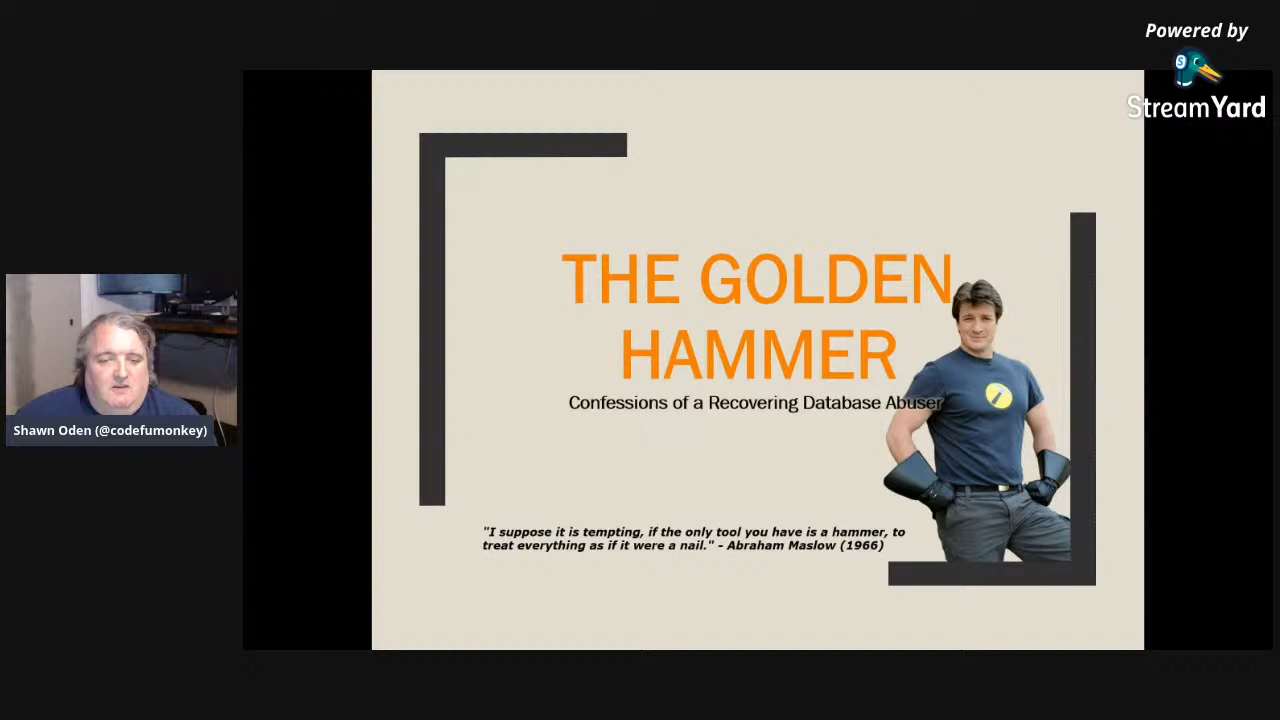 Powered by
StreamYard
THE GOLDEN
HAMMER
Confessions of a Recovering Database Abuser
"I suppose it is tempting, if the only tool you have is a hammer, to
treat everything as if it were a nail." - Abraham Maslow (1966)
Shawn Oden (@codefumonkey)